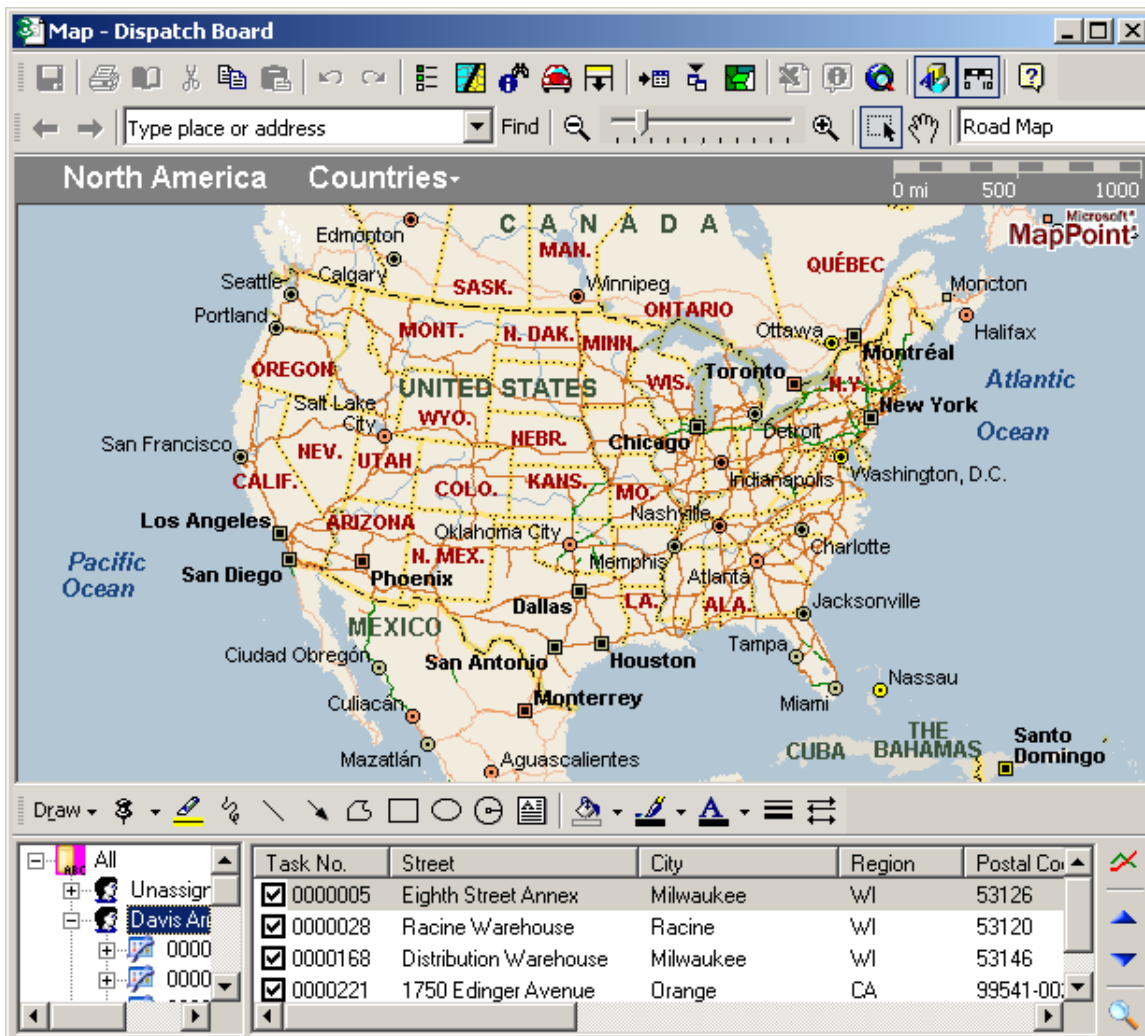 Map - Dispatch Board
Type place or address Find Road Map
North America Countries
0 mi 500 1000
Microsoft
MapPoint
CANADA
Edmonton
MAN.
QUÉBEC
Calgary
Seattle
SASK.
Winnipeg
Moncton
Portland
ONTARIO
MONT.
N. DAK.
MINN.
Ottawa
Halifax
Montréal
OREGON
UNITED STATES
WIS.
Toronto
N.Y.
Atlantic
Ocean
Salt Lake
City
WYO.
New York
San Francisco
NEBR.
Chicago
Detroit
NEV.
UTAH
CALIF.
COLO.
KANS.
MO.
Indianapolis
Washington, D.C.
Los Angeles
ARIZONA
Oklahoma City
Nashville
Pacific
Ocean
San Diego
Phoenix
N. MEX.
Memphis
Atlanta
Charlotte
Dallas
LA.
ALA.
Jacksonville
MEXICO
Ciudad Obregón
San Antonio
Houston
Tampa
Culiacán
Monterrey
Miami
Nassau
Mazatlán
Aguascalientes
CUBA
THE
BAHAMAS
Santo
Domingo
Draw
All
ABC
Unassigr
Davis An
0000
0000
Task No. Street City Region Postal Co
0000005 Eighth Street Annex Milwaukee WI 53126
0000028 Racine Warehouse Racine WI 53120
0000168 Distribution Warehouse Milwaukee WI 53146
0000221 1750 Edinger Avenue Orange CA 99541-00